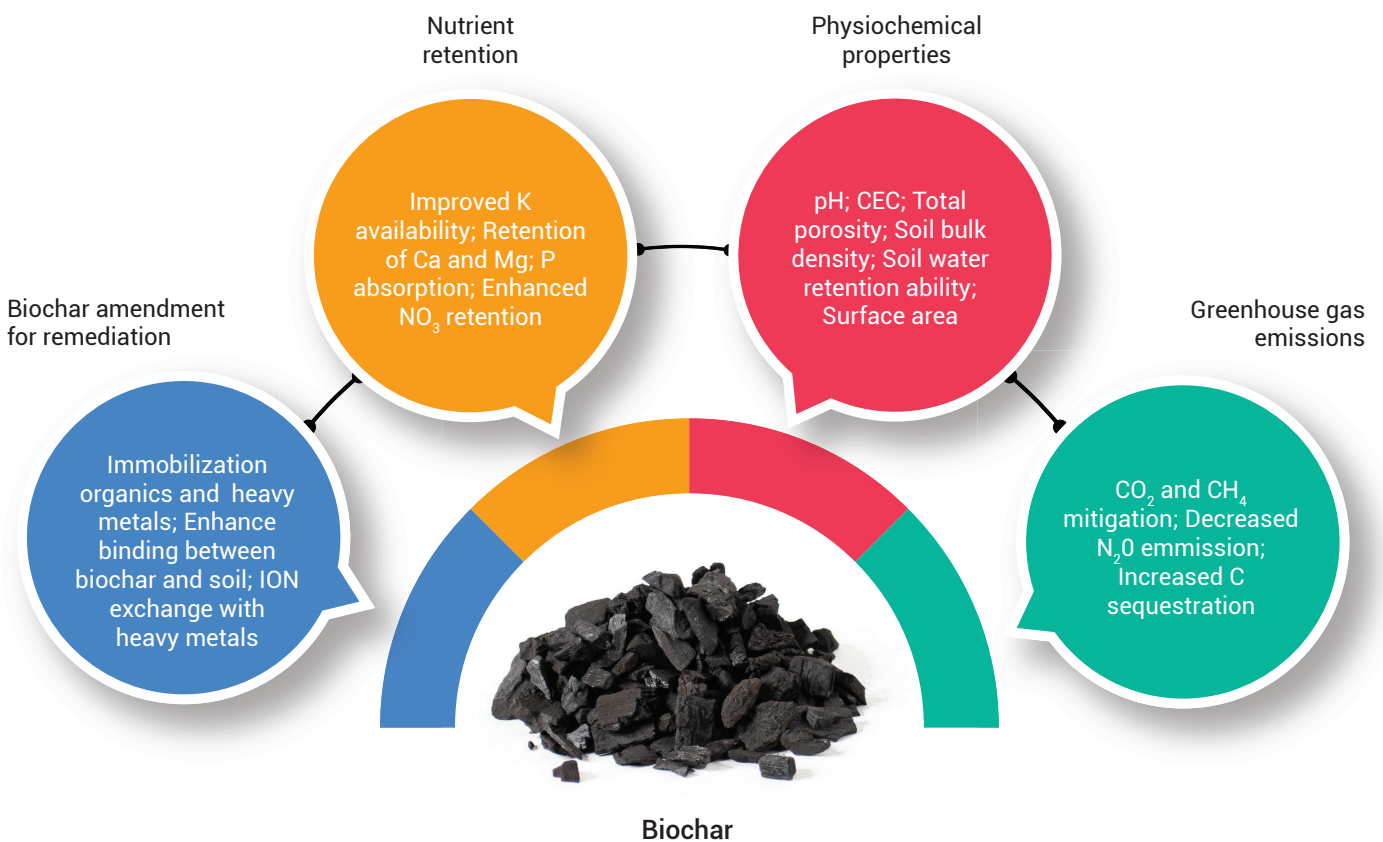 Nutrient
retention
Physiochemical
properties
Improved K
availability; Retention
of Ca and Mg; P
absorption; Enhanced
NO₃ retention
pH; CEC; Total
porosity; Soil bulk
density; Soil water
retention ability;
Surface area
Biochar amendment
for remediation
Greenhouse gas
emissions
Immobilization
organics and heavy
metals; Enhance
binding between
biochar and soil; ION
exchange with
heavy metals
CO₂ and CH₄
mitigation; Decreased
N₂0 emmission;
Increased C
sequestration
Biochar